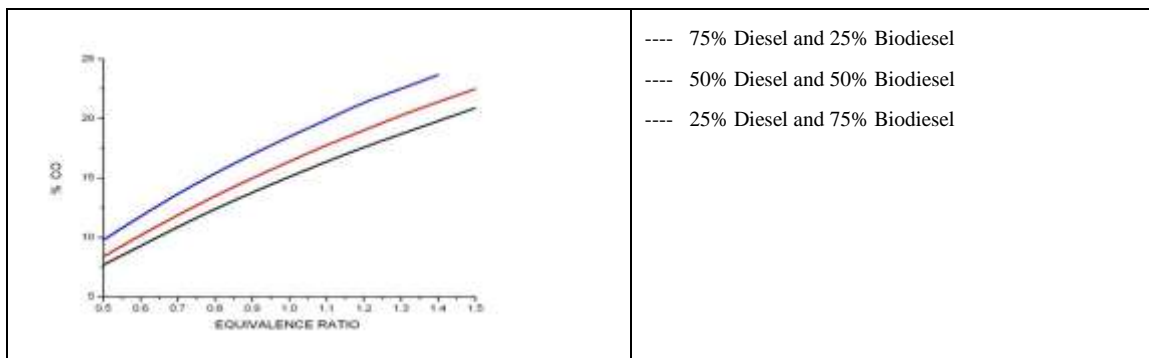 25
20
15
10
5
% CO
0.5 0.6 0.7 0.8 0.9 1.0 1.1 1.2 1.3 1.4 1.5
EQUIVALENCE RATIO
---- 75% Diesel and 25% Biodiesel
---- 50% Diesel and 50% Biodiesel
---- 25% Diesel and 75% Biodiesel